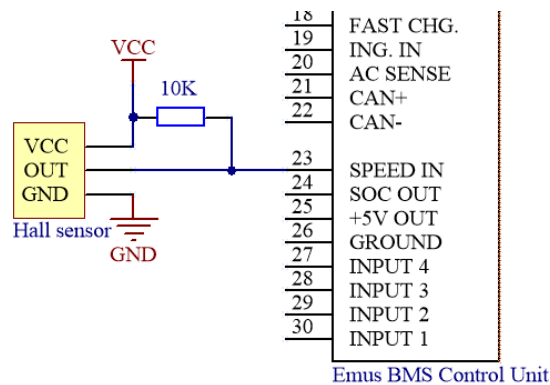 18 FAST CHG.
19 ING. IN
20 AC SENSE
21 CAN+
22 CAN-
VCC
10K
VCC
OUT
GND
Hall sensor
GND
23 SPEED IN
24 SOC OUT
25 +5V OUT
26 GROUND
27 INPUT 4
28 INPUT 3
29 INPUT 2
30 INPUT 1
Emus BMS Control Unit